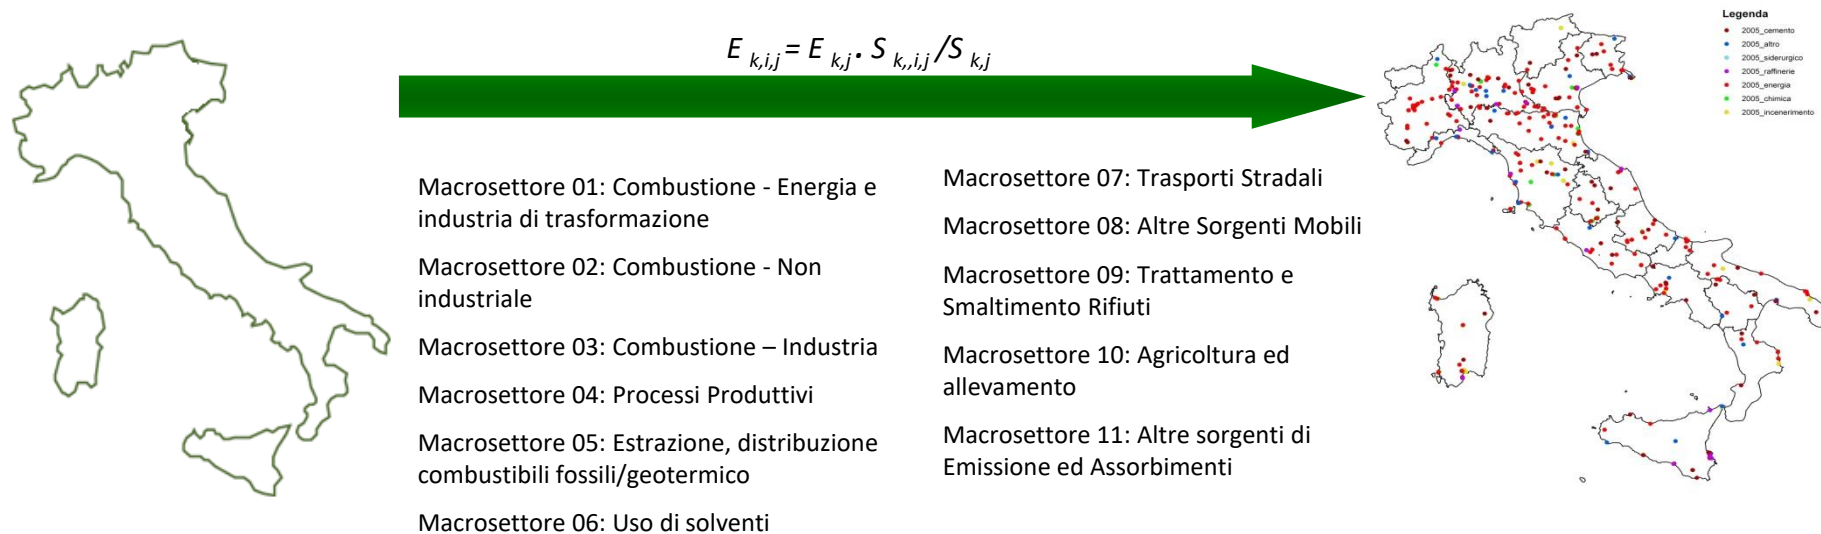 E k,i,j = E k,j • S k,,i,j /S k,j
Macrosettore 01: Combustione - Energia e
industria di trasformazione
Macrosettore 02: Combustione - Non
industriale
Macrosettore 03: Combustione – Industria
Macrosettore 04: Processi Produttivi
Macrosettore 05: Estrazione, distribuzione
combustibili fossili/geotermico
Macrosettore 06: Uso di solventi
Macrosettore 07: Trasporti Stradali
Macrosettore 08: Altre Sorgenti Mobili
Macrosettore 09: Trattamento e
Smaltimento Rifiuti
Macrosettore 10: Agricoltura ed
allevamento
Macrosettore 11: Altre sorgenti di
Emissione ed Assorbimenti
Legenda
2005_cemento
2005_altro
2005_siderurgico
2005_raffinerie
2005_energia
2005_chimica
2005_incenerimento